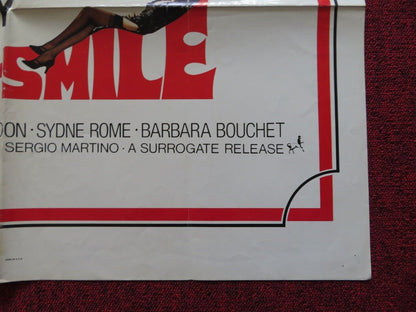 SMILE
DON · SYDNE ROME · BARBARA BOUCHET
SERGIO MARTINO · A SURROGATE RELEASE